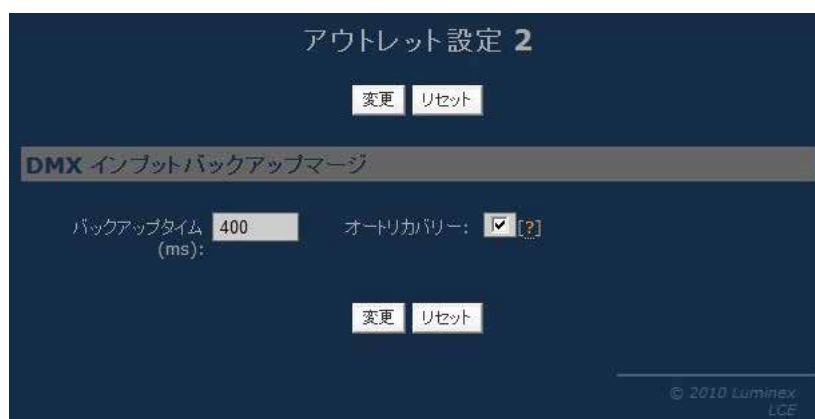 アウトレット設定 2
変更 リセット
DMX インプットバックアップマージ
バックアップタイム 400 オートリカバリー: [?]
(ms):
変更 リセット
© 2010 Luminex
LCE